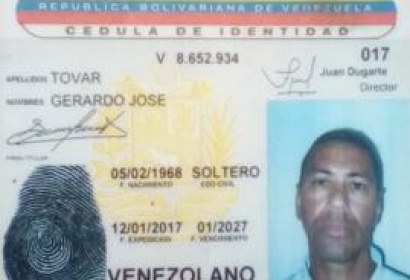 REPUBLICA BOLIVARIANA DE VENEZUELA
CEDULA DE IDENTIDAD
V 8.652.934
017
APELLIDOS TOVAR
Juan Dugarte
Director
NOMBRES GERARDO JOSE
FIRMA TITULAR
05/02/1968 SOLTERO
F. NACIMIENTO EDO CIVIL
12/01/2017 01/2027
F. EXPEDICION F. VENCIMIENTO
VENEZOLANO